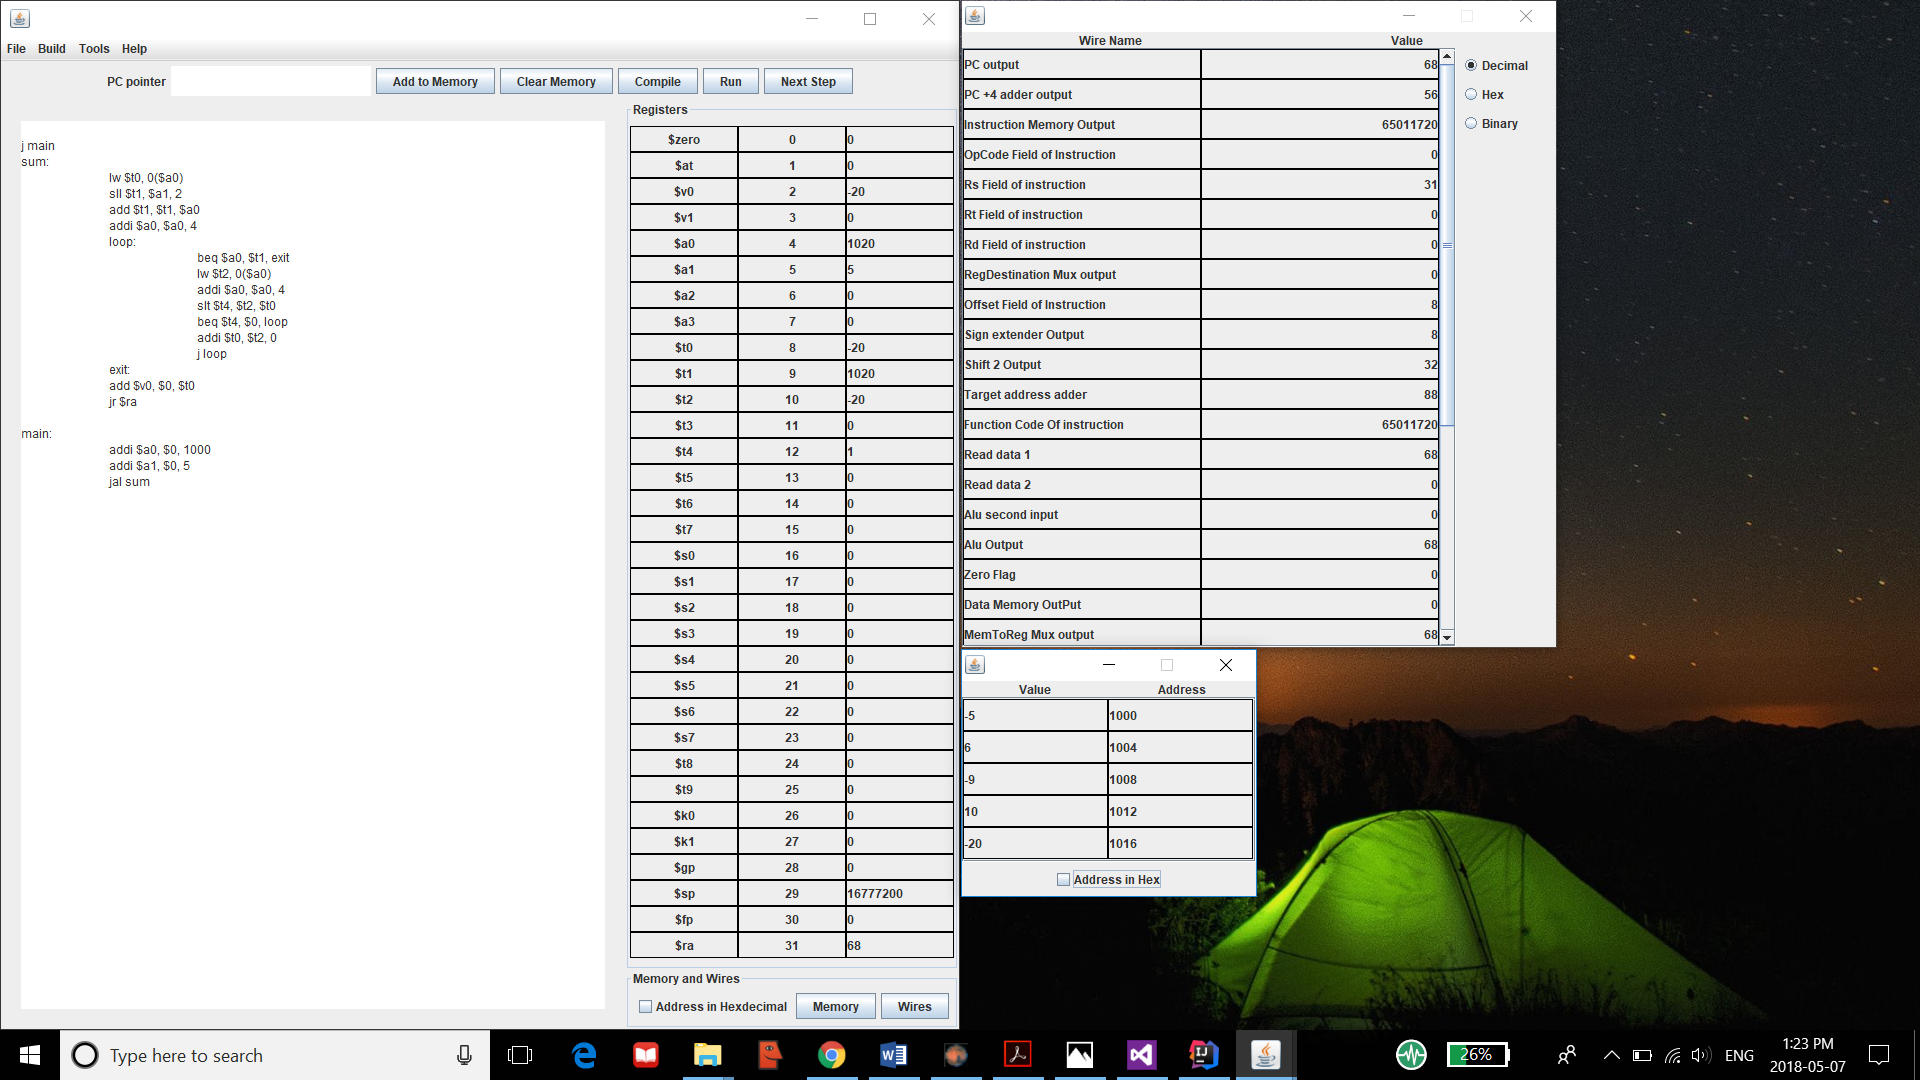 File Build Tools Help
PC pointer Add to Memory Clear Memory Compile Run Next Step
j main
sum:
lw $t0, 0($a0)
sll $t1, $a1, 2
add $t1, $t1, $a0
addi $a0, $a0, 4
loop:
beq $a0, $t1, exit
lw $t2, 0($a0)
addi $a0, $a0, 4
slt $t4, $t2, $t0
beq $t4, $0, loop
addi $t0, $t2, 0
j loop
exit:
add $v0, $0, $t0
jr $ra
main:
addi $a0, $0, 1000
addi $a1, $0, 5
jal sum
Registers
$zero 0 0
$at 1 0
$v0 2 -20
$v1 3 0
$a0 4 1020
$a1 5 5
$a2 6 0
$a3 7 0
$t0 8 -20
$t1 9 1020
$t2 10 -20
$t3 11 0
$t4 12 1
$t5 13 0
$t6 14 0
$t7 15 0
$s0 16 0
$s1 17 0
$s2 18 0
$s3 19 0
$s4 20 0
$s5 21 0
$s6 22 0
$s7 23 0
$t8 24 0
$t9 25 0
$k0 26 0
$k1 27 0
$gp 28 0
$sp 29 16777200
$fp 30 0
$ra 31 68
Memory and Wires
Address in Hexdecimal Memory Wires
Wire Name Value
PC output 68
PC +4 adder output 56
Instruction Memory Output 65011720
OpCode Field of Instruction 0
Rs Field of instruction 31
Rt Field of instruction 0
Rd Field of instruction 0
RegDestination Mux output 0
Offset Field of Instruction 8
Sign extender Output 8
Shift 2 Output 32
Target address adder 88
Function Code Of instruction 65011720
Read data 1 68
Read data 2 0
Alu second input 0
Alu Output 68
Zero Flag 0
Data Memory OutPut 0
MemToReg Mux output 68
Decimal
Hex
Binary
Value Address
-5 1000
6 1004
-9 1008
10 1012
-20 1016
Address in Hex
Type here to search
26%
ENG
1:23 PM
2018-05-07